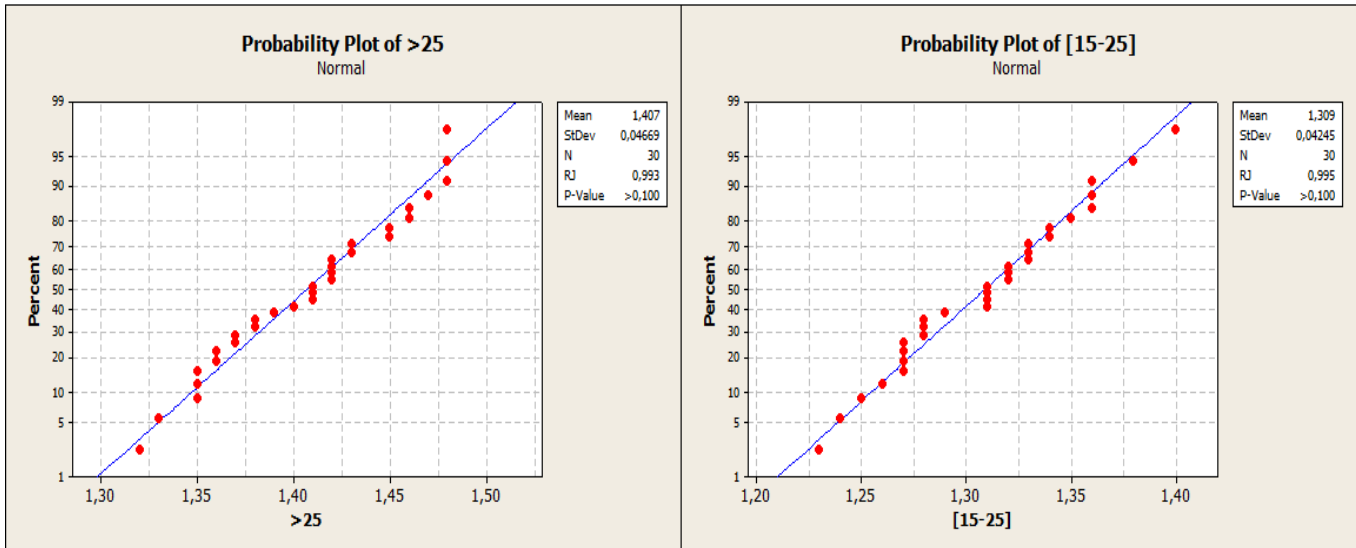 Probability Plot of >25
Normal
99
95
90
80
70
60
50
40
30
20
10
5
1
Percent
1,30 1,35 1,40 1,45 1,50
>25
Mean 1,407
StDev 0,04669
N 30
RJ 0,993
P-Value >0,100
Probability Plot of [15-25]
Normal
99
95
90
80
70
60
50
40
30
20
10
5
1
Percent
1,20 1,25 1,30 1,35 1,40
[15-25]
Mean 1,309
StDev 0,04245
N 30
RJ 0,995
P-Value >0,100